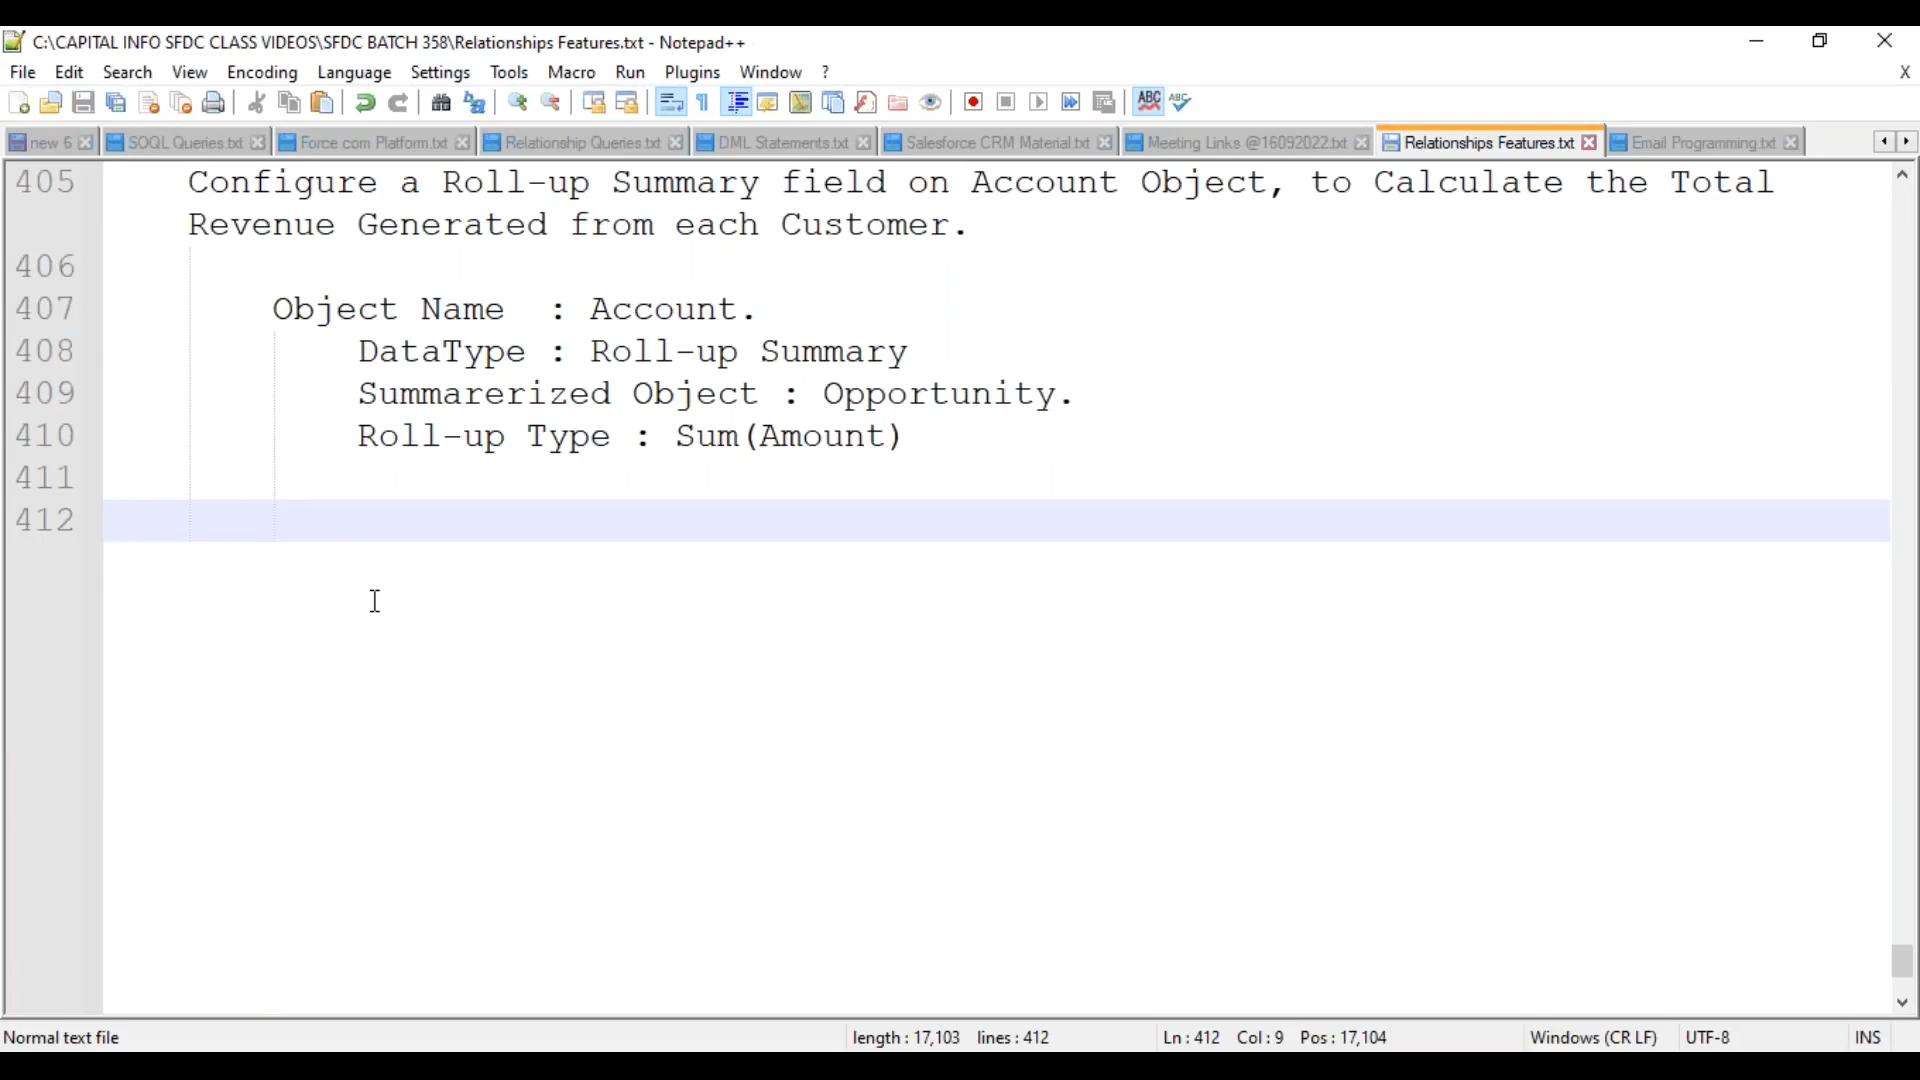 C:\CAPITAL INFO SFDC CLASS VIDEOS\SFDC BATCH 358\Relationships Features.txt - Notepad++
File Edit Search View Encoding Language Settings Tools Macro Run Plugins Window ? X
new 6 SOQL Queries.txt Force com Platform.txt Relationship Queries.txt DML Statements.txt Salesforce CRM Material.txt Meeting Links @16092022.txt Relationships Features.txt Email Programming.txt
405 Configure a Roll-up Summary field on Account Object, to Calculate the Total
Revenue Generated from each Customer.
406
407 Object Name : Account.
408 DataType : Roll-up Summary
409 Summarerized Object : Opportunity.
410 Roll-up Type : Sum(Amount)
411
412
Normal text file length : 17,103 lines : 412 Ln : 412 Col : 9 Pos : 17,104 Windows (CR LF) UTF-8 INS